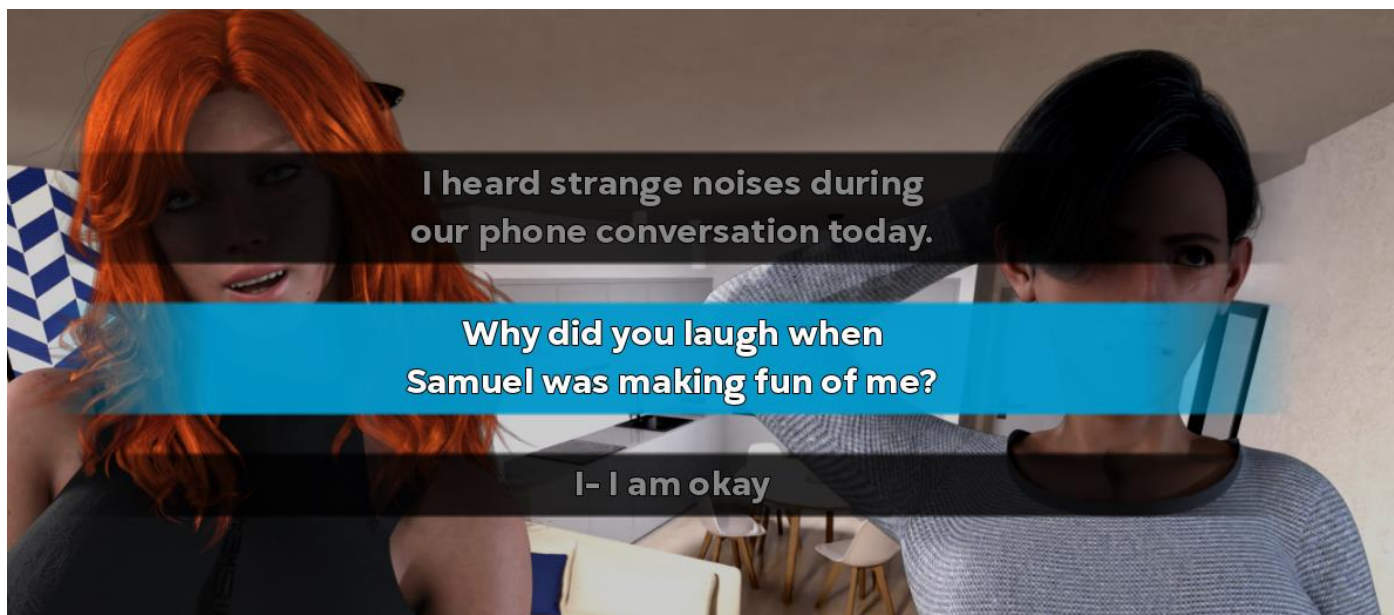 I heard strange noises during
our phone conversation today.
Why did you laugh when
Samuel was making fun of me?
I- I am okay